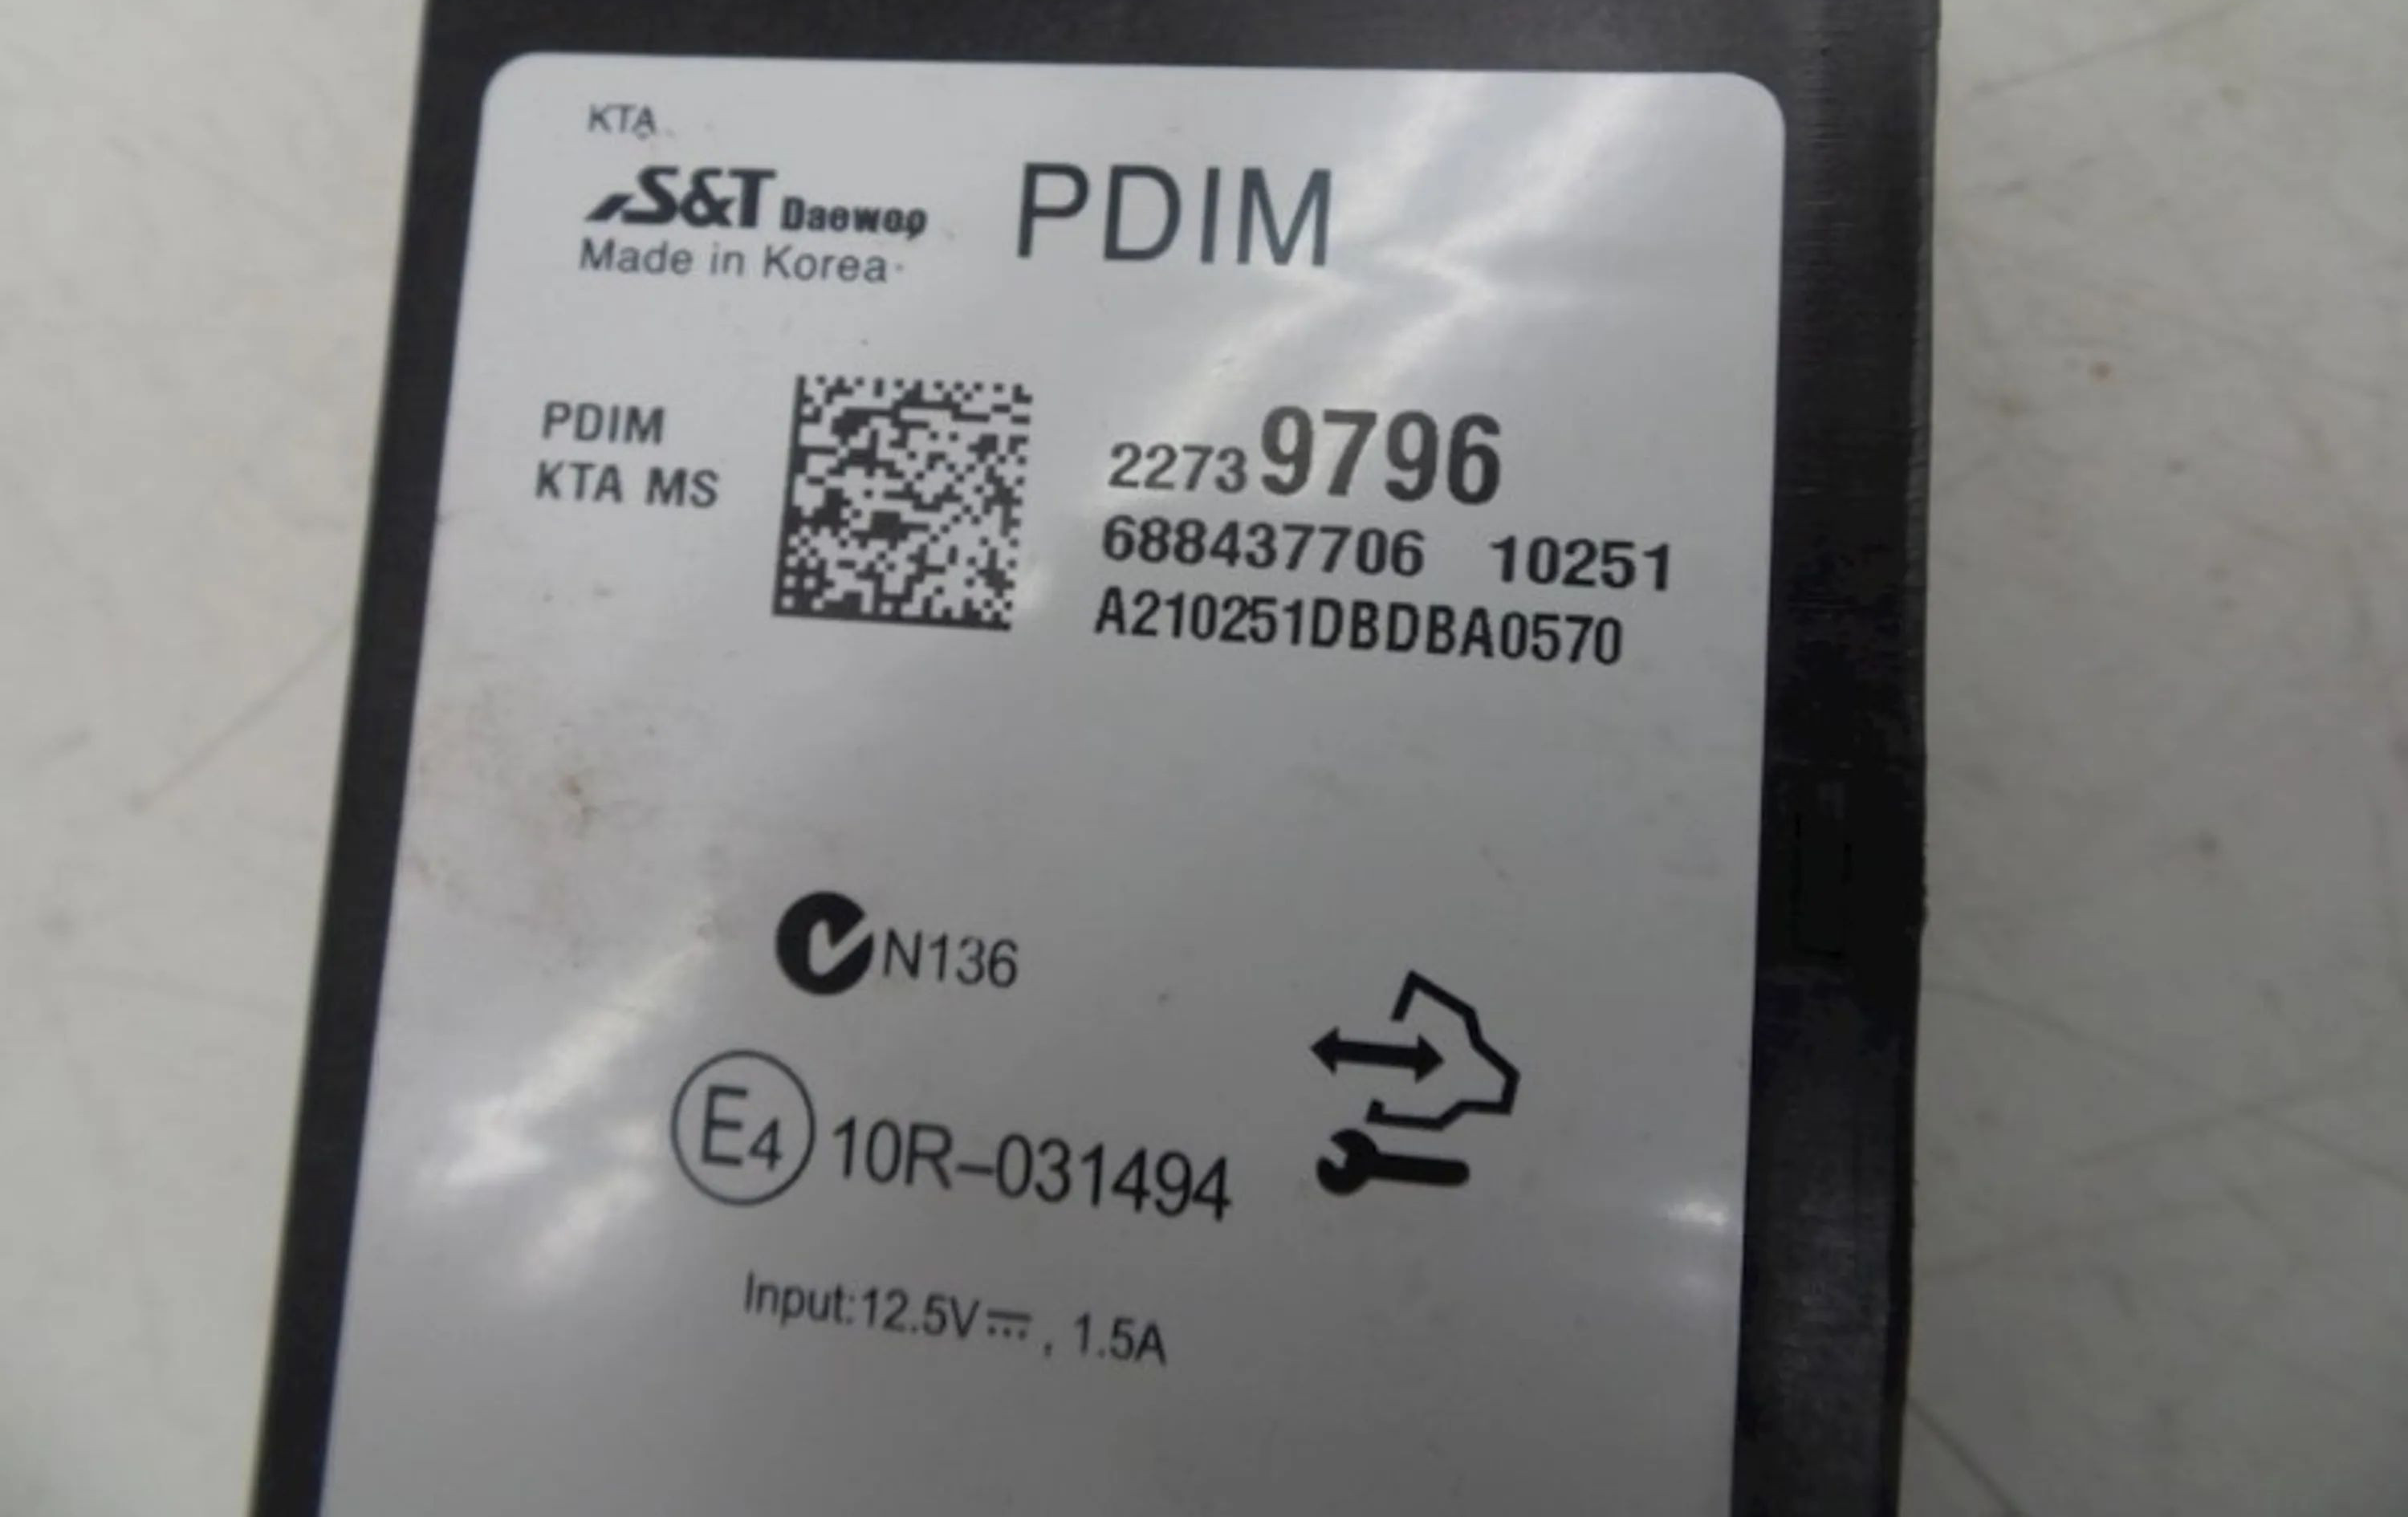 KTA
S&T Daewoo
PDIM
Made in Korea
PDIM
KTA MS
22739796
688437706 10251
A210251DBDBA0570
N136
E4 10R-031494
Input:12.5V⎓, 1.5A